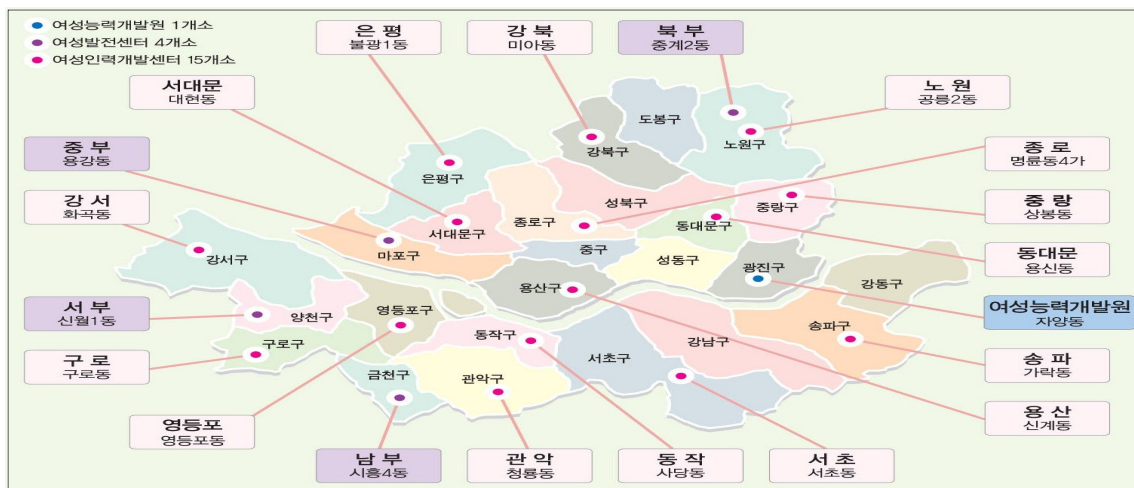 여성능력개발원 1개소
여성발전센터 4개소
여성인력개발센터 15개소
은 평
불광1동
강 북
미아동
북 부
중계2동
서대문
대현동
노 원
공릉2동
중 부
용강동
종 로
명륜동4가
강 서
화곡동
중 랑
상봉동
동대문
용신동
서 부
신월1동
여성능력개발원
자양동
구 로
구로동
송 파
가락동
영등포
영등포동
용 산
신계동
남 부
시흥4동
관 악
청룡동
동 작
사당동
서 초
서초동
도봉구
강북구
노원구
은평구
성북구
종로구
중랑구
서대문구
동대문구
마포구
중구
성동구
광진구
강서구
강동구
용산구
양천구
영등포구
동작구
송파구
구로구
서초구
강남구
금천구
관악구